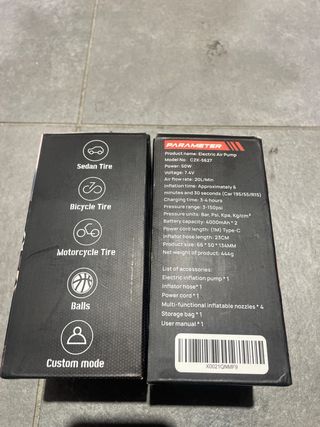 Sedan Tire
Bicycle Tire
Motorcycle Tire
Balls
Custom mode
PARAMETER
Product name: Electric Air Pump
Model No.: CZK-3627
Power: 50W
Voltage: 7.4V
Air flow rate: 20L/Min
Inflation time: Approximately 6
minutes and 30 seconds (Car 195/55/R15)
Charging time: 3-4 hours
Pressure range: 3-150psi
Pressure units: Bar, Psi, Kpa, Kg/cm²
Battery capacity: 4000mAh * 2
Power cord length: (1M) Type-C
Inflator hose length: 23CM
Product size: 66 * 50 * 134MM
Net weight of product: 444g
List of accessories:
Electric inflation pump * 1
Inflator hose * 1
Power cord * 1
Multi-functional inflatable nozzles * 4
Storage bag * 1
User manual * 1
X0021QNMF9